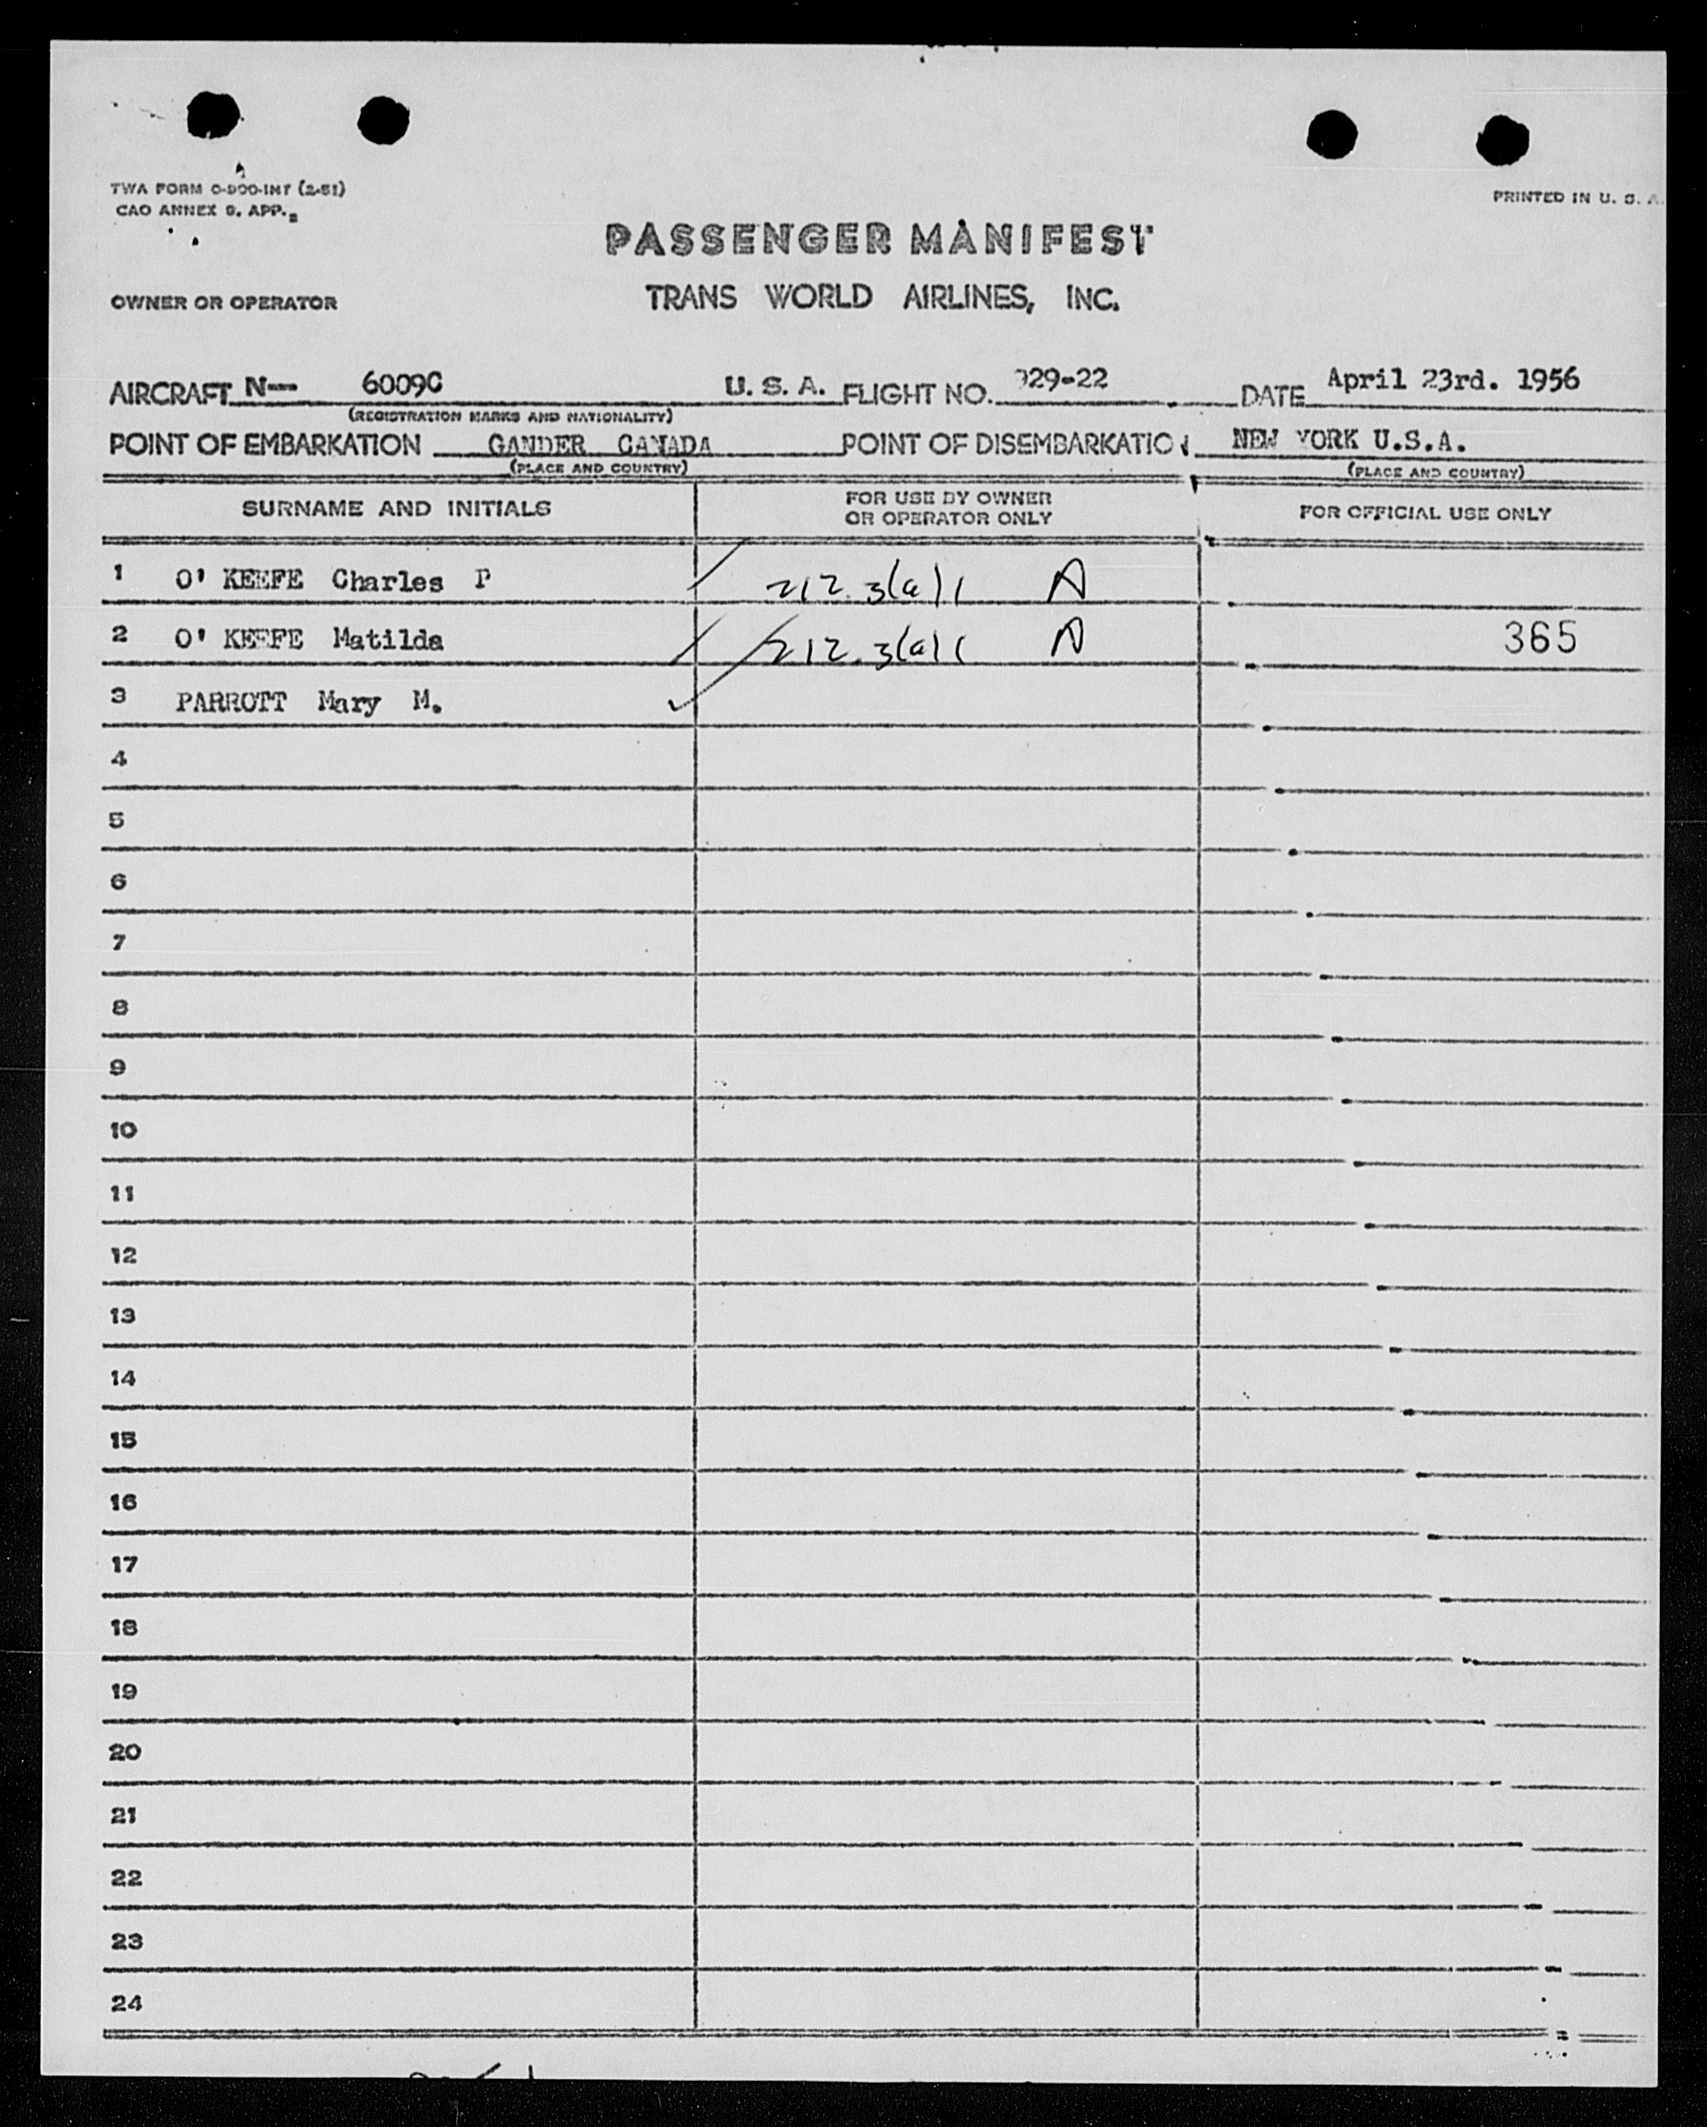 TWA FORM O-200-INT (2-51)
CAO ANNEX 9. APP.
PRINTED IN U. S. A.
PASSENGER MANIFEST
OWNER OR OPERATOR TRANS WORLD AIRLINES, INC.
AIRCRAFT N— 6009C U. S. A. FLIGHT NO. 929-22 DATE April 23rd. 1956
(REGISTRATION MARKS AND NATIONALITY)
POINT OF EMBARKATION GANDER CANADA POINT OF DISEMBARKATION NEW YORK U.S.A.
(PLACE AND COUNTRY) (PLACE AND COUNTRY)
SURNAME AND INITIALS FOR USE BY OWNER OR OPERATOR ONLY FOR OFFICIAL USE ONLY
1 O' KEEFE Charles P 212.3(a)1 A
2 O' KEEFE Matilda 212.3(a)1 A 365
3 PARROTT Mary M.
4
5
6
7
8
9
10
11
12
13
14
15
16
17
18
19
20
21
22
23
24